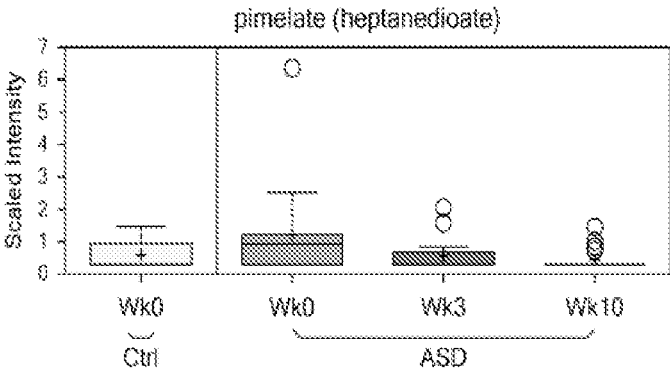 pimelate (heptanedioate)
Scaled Intensity
7
6
5
4
3
2
1
0
Wk0 Wk0 Wk3 Wk10
Ctrl ASD